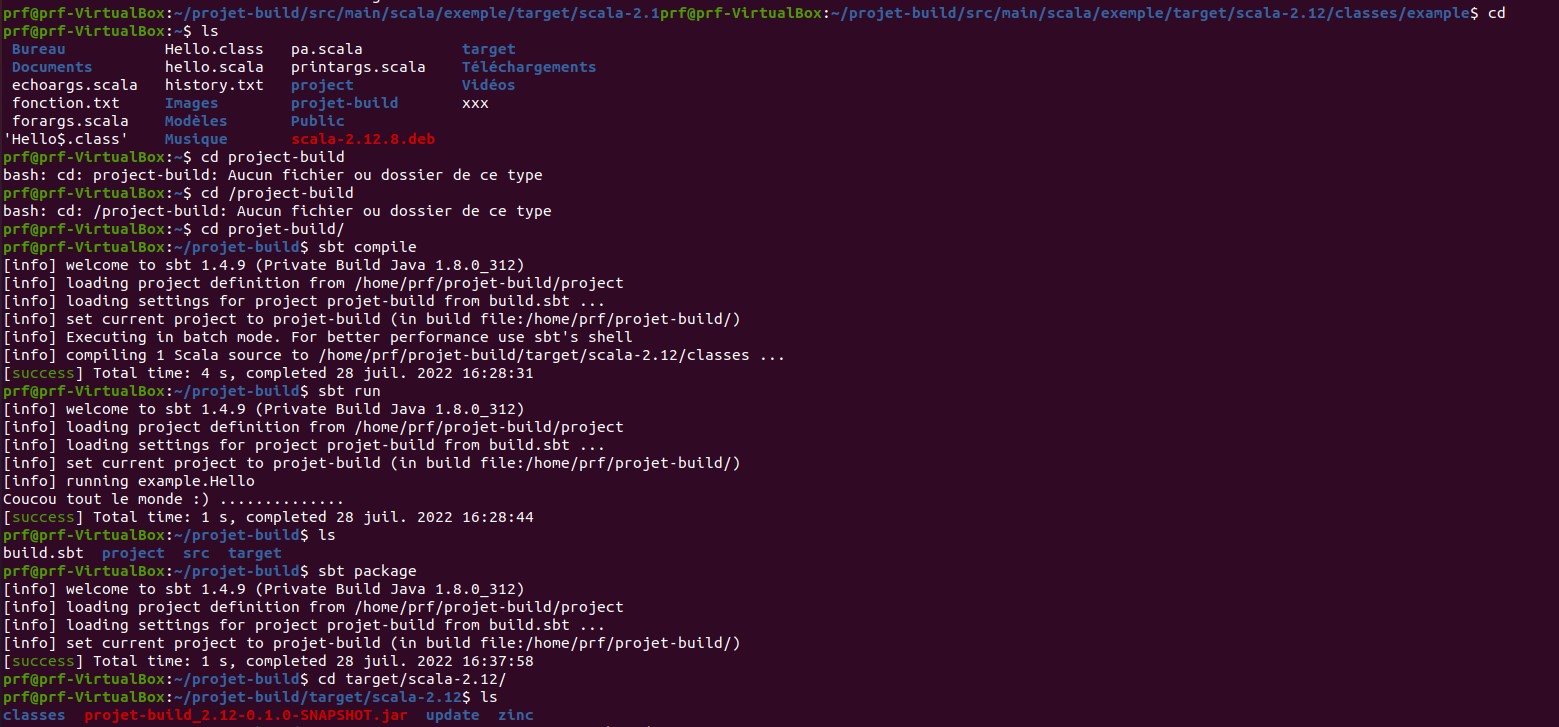 prf@prf-VirtualBox:~/projet-build/src/main/scala/exemple/target/scala-2.1prf@prf-VirtualBox:~/projet-build/src/main/scala/exemple/target/scala-2.12/classes/example$ cd
prf@prf-VirtualBox:~$ ls
 Bureau           Hello.class   pa.scala           target
 Documents        hello.scala   printargs.scala    Téléchargements
 echoargs.scala   history.txt   project            Vidéos
 fonction.txt     Images        projet-build       xxx
 forargs.scala    Modèles       Public
'Hello$.class'    Musique       scala-2.12.8.deb
prf@prf-VirtualBox:~$ cd project-build
bash: cd: project-build: Aucun fichier ou dossier de ce type
prf@prf-VirtualBox:~$ cd /project-build
bash: cd: /project-build: Aucun fichier ou dossier de ce type
prf@prf-VirtualBox:~$ cd projet-build/
prf@prf-VirtualBox:~/projet-build$ sbt compile
[info] welcome to sbt 1.4.9 (Private Build Java 1.8.0_312)
[info] loading project definition from /home/prf/projet-build/project
[info] loading settings for project projet-build from build.sbt ...
[info] set current project to projet-build (in build file:/home/prf/projet-build/)
[info] Executing in batch mode. For better performance use sbt's shell
[info] compiling 1 Scala source to /home/prf/projet-build/target/scala-2.12/classes ...
[success] Total time: 4 s, completed 28 juil. 2022 16:28:31
prf@prf-VirtualBox:~/projet-build$ sbt run
[info] welcome to sbt 1.4.9 (Private Build Java 1.8.0_312)
[info] loading project definition from /home/prf/projet-build/project
[info] loading settings for project projet-build from build.sbt ...
[info] set current project to projet-build (in build file:/home/prf/projet-build/)
[info] running example.Hello
Coucou tout le monde :) ..............
[success] Total time: 1 s, completed 28 juil. 2022 16:28:44
prf@prf-VirtualBox:~/projet-build$ ls
build.sbt  project  src  target
prf@prf-VirtualBox:~/projet-build$ sbt package
[info] welcome to sbt 1.4.9 (Private Build Java 1.8.0_312)
[info] loading project definition from /home/prf/projet-build/project
[info] loading settings for project projet-build from build.sbt ...
[info] set current project to projet-build (in build file:/home/prf/projet-build/)
[success] Total time: 1 s, completed 28 juil. 2022 16:37:58
prf@prf-VirtualBox:~/projet-build$ cd target/scala-2.12/
prf@prf-VirtualBox:~/projet-build/target/scala-2.12$ ls
classes  projet-build_2.12-0.1.0-SNAPSHOT.jar  update  zinc